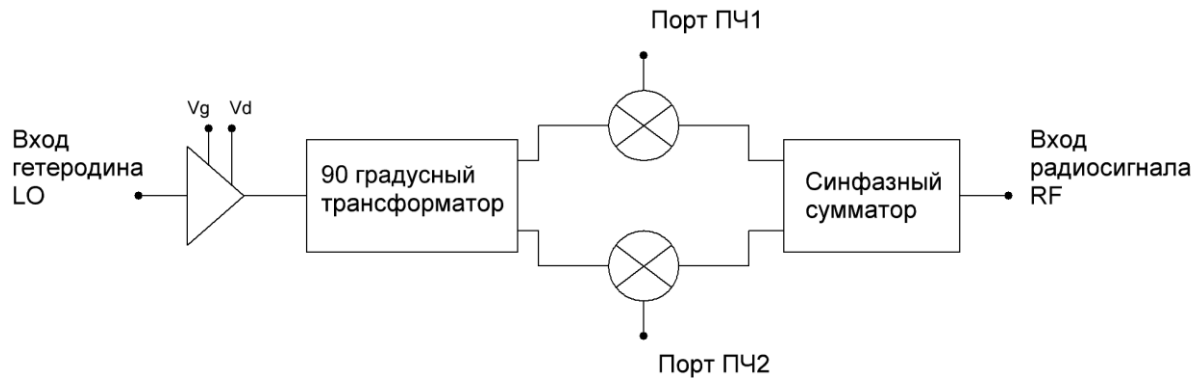 Порт ПЧ1
Vg Vd
Вход
гетеродина
LO
90 градусный
трансформатор
Синфазный
сумматор
Вход
радиосигнала
RF
Порт ПЧ2